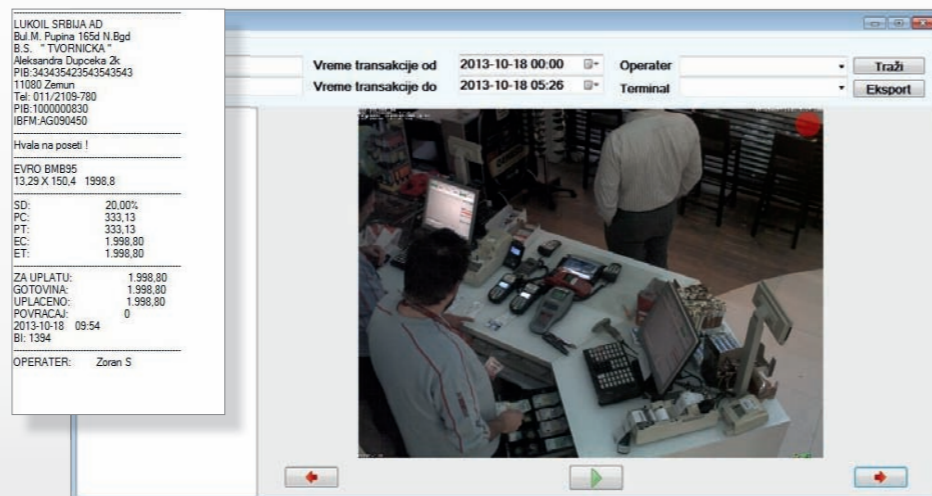 LUKOIL SRBIJA AD
Bul.M. Pupina 165d N.Bgd
B.S. " TVORNICKA "
Aleksandra Dupceka 2k
PIB:343435423543543543
11080 Zemun
Tel: 011/2109-780
PIB:1000000830
IBFM:AG090450
Hvala na poseti !
EVRO BMB95
13,29 X 150,4 1998,8
SD: 20,00%
PC: 333,13
PT: 333,13
EC: 1.998,80
ET: 1.998,80
ZA UPLATU: 1.998,80
GOTOVINA: 1.998,80
UPLACENO: 1.998,80
POVRACAJ: 0
2013-10-18 09:54
BI: 1394
OPERATER: Zoran S
Vreme transakcije od 2013-10-18 00:00 Operater Traži
Vreme transakcije do 2013-10-18 05:26 Terminal Eksport